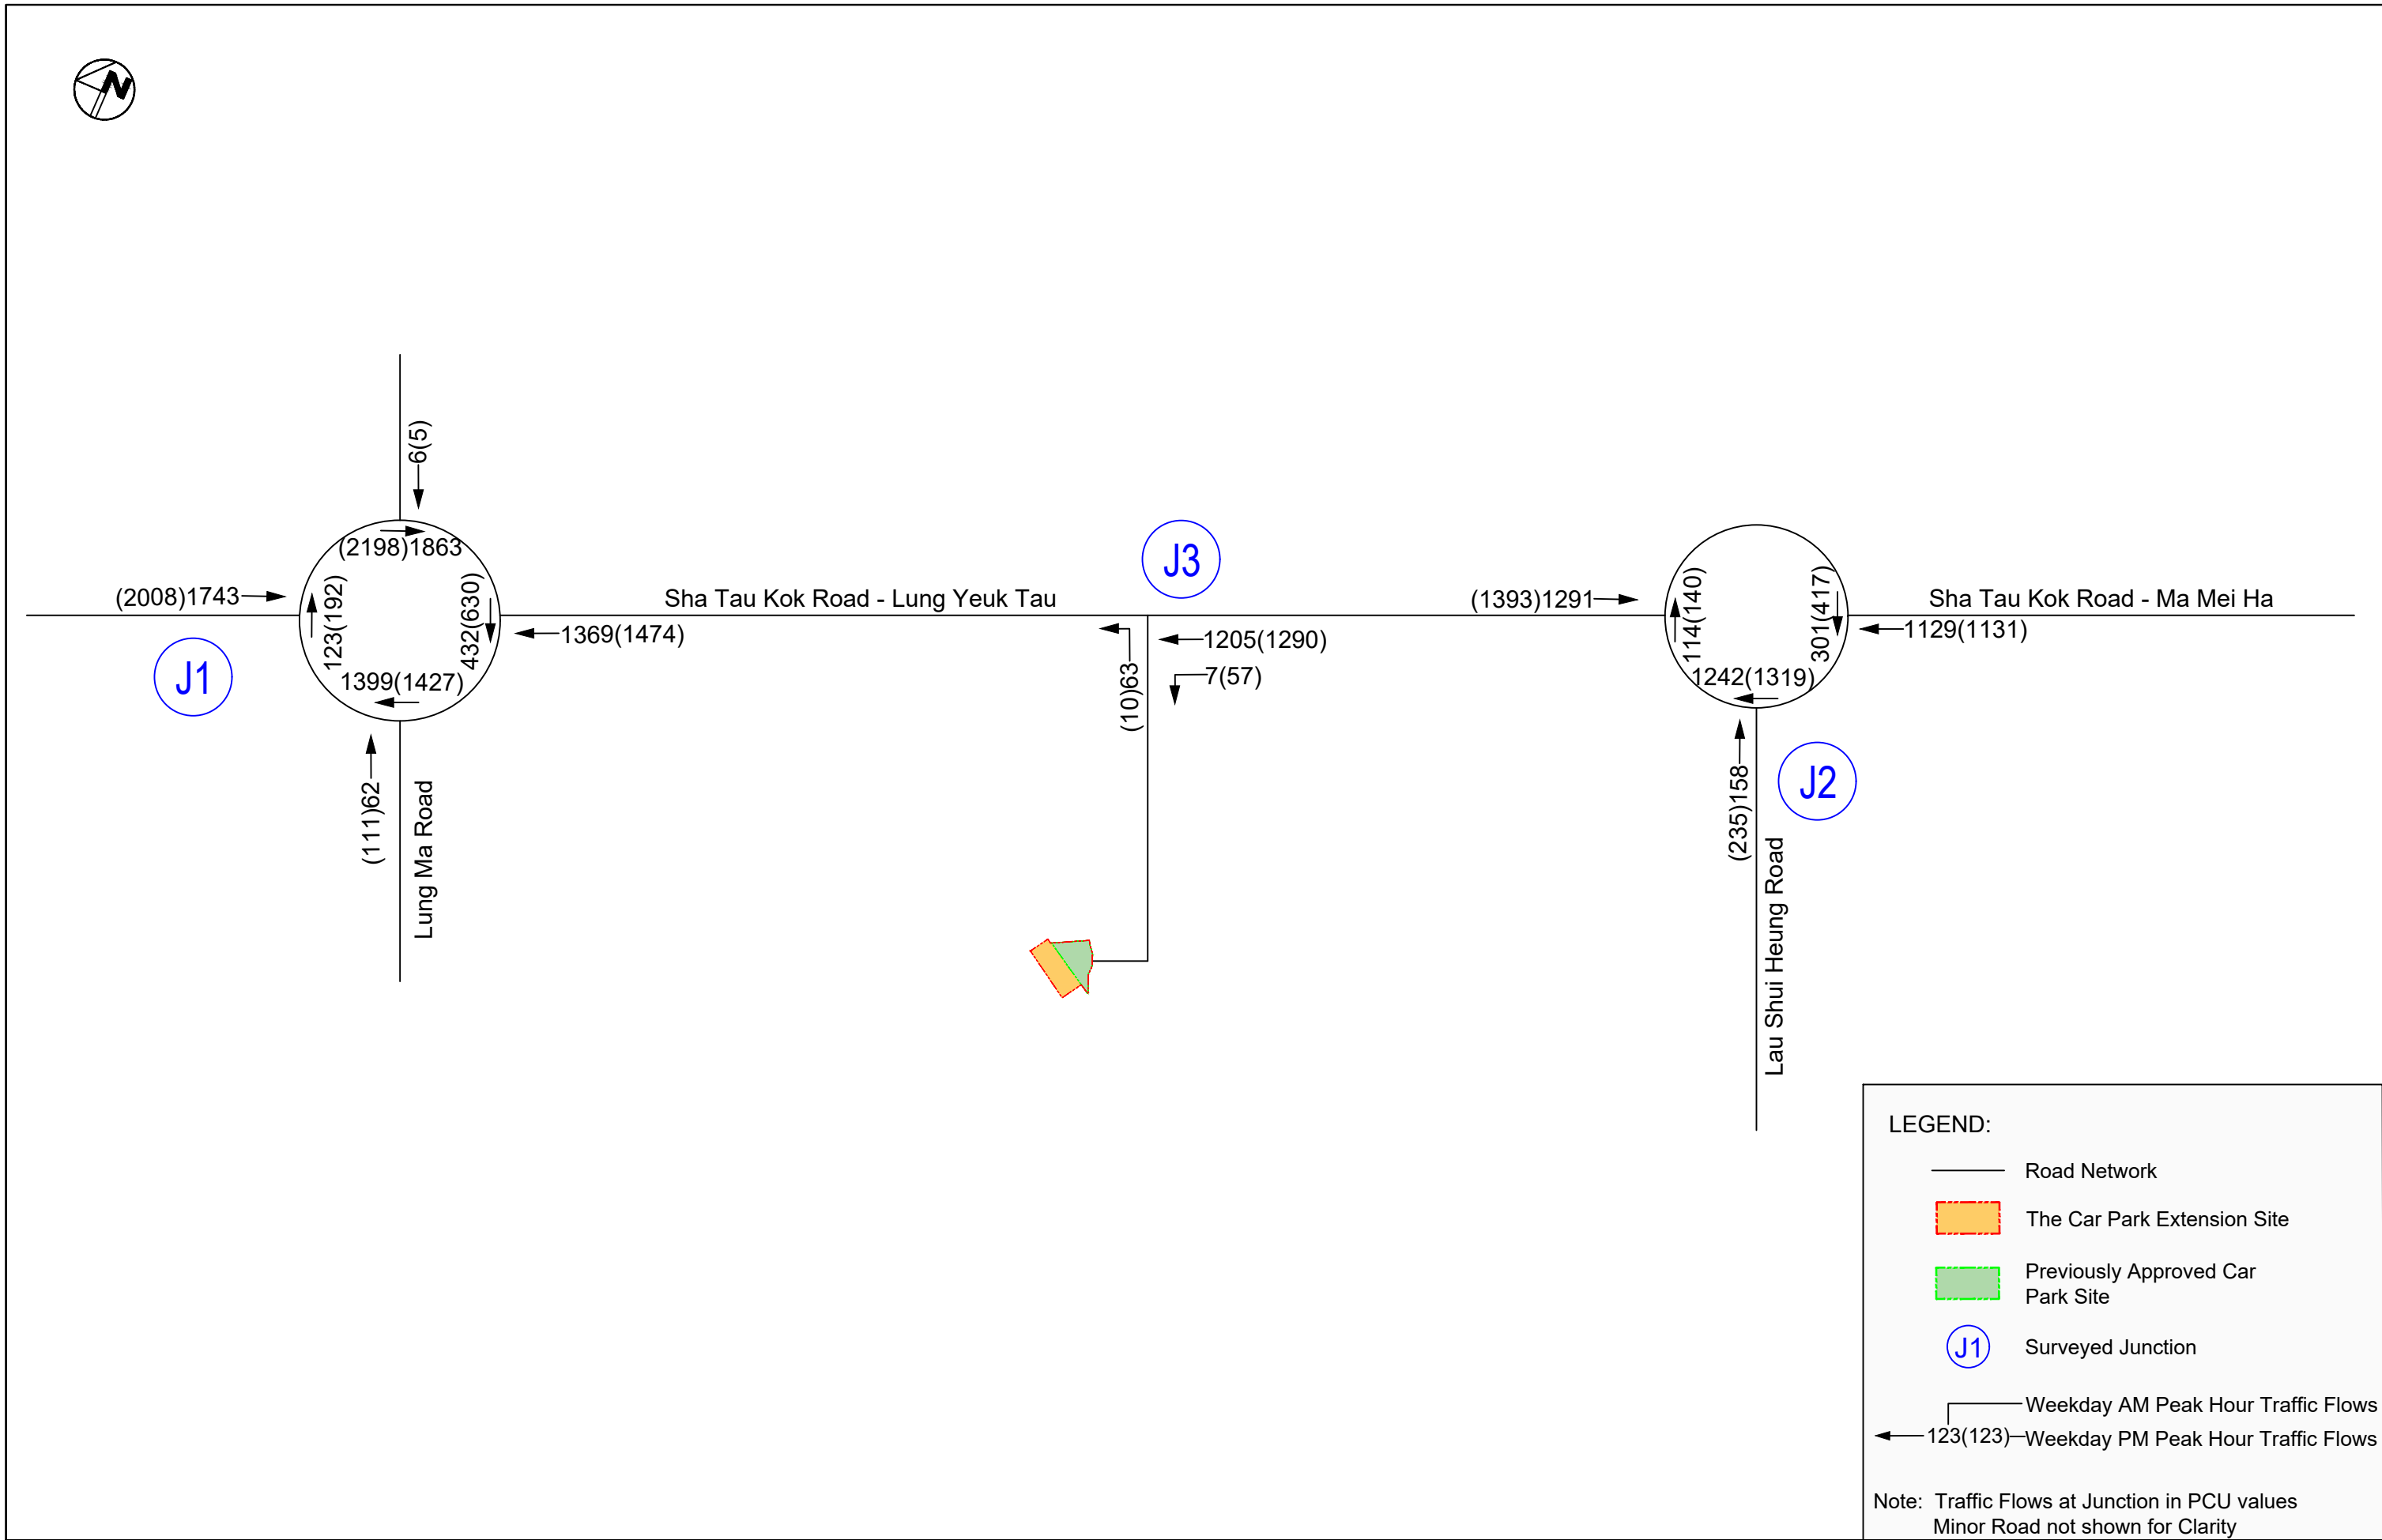 N
6(5)
(2198)1863
(2008)1743
123(192)
432(630)
1399(1427)
1369(1474)
J1
(111)62
Lung Ma Road
Sha Tau Kok Road - Lung Yeuk Tau
J3
1205(1290)
7(57)
(10)63
(1393)1291
114(140)
301(417)
1242(1319)
Sha Tau Kok Road - Ma Mei Ha
1129(1131)
(235)158
J2
Lau Shui Heung Road
LEGEND:
Road Network
The Car Park Extension Site
Previously Approved Car
Park Site
J1
Surveyed Junction
Weekday AM Peak Hour Traffic Flows
123(123)
Weekday PM Peak Hour Traffic Flows
Note: Traffic Flows at Junction in PCU values
Minor Road not shown for Clarity